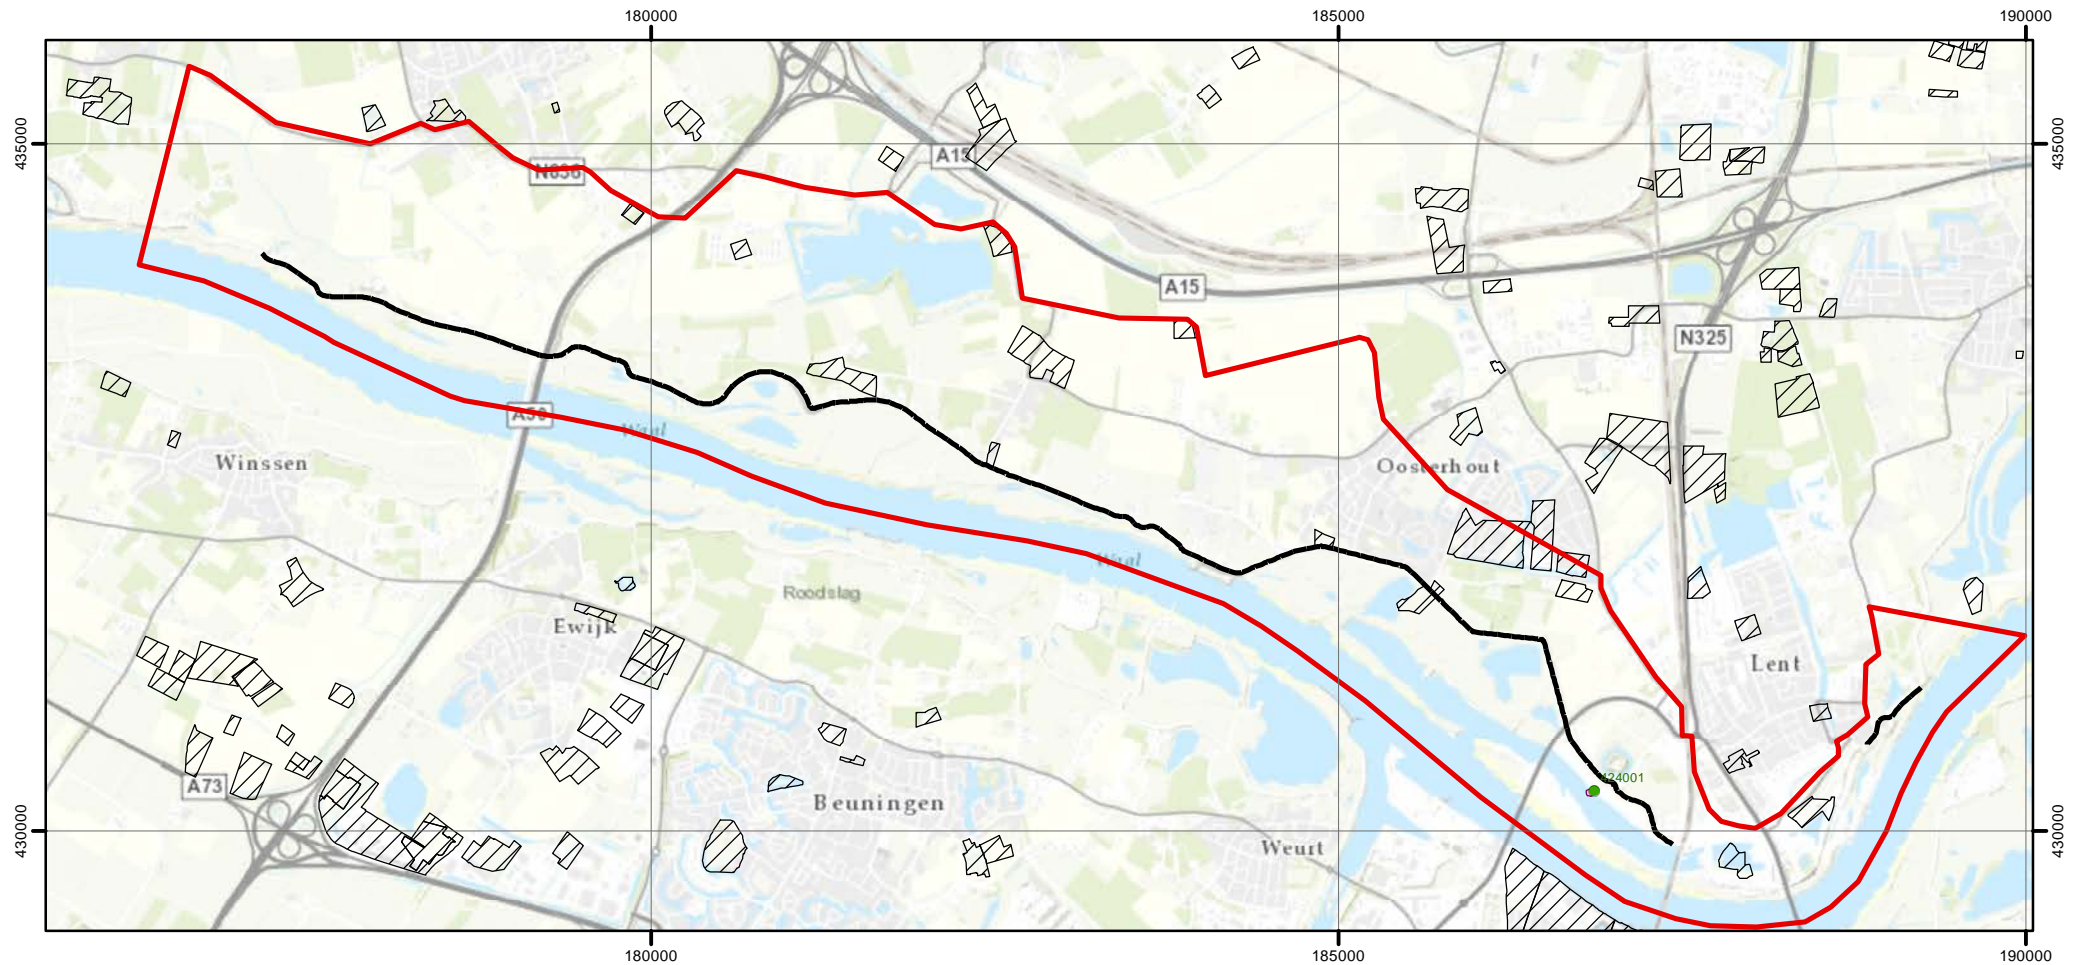 180000
185000
190000
435000
435000
A15
N836
A15
N325
A50
Waal
Winssen
Oosterhout
Waal
Roodslag
Ewijk
Lent
424001
A73
Beuningen
430000
430000
Weurt
180000
185000
190000